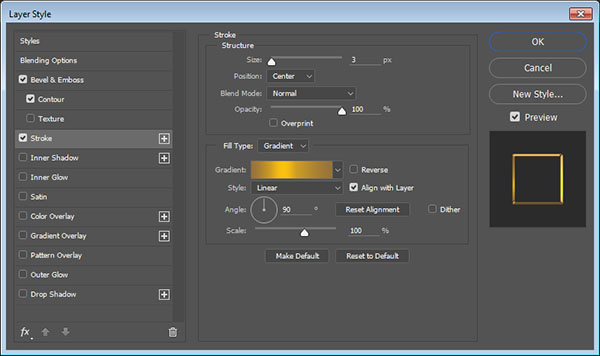 Layer Style
Styles
Blending Options
Bevel & Emboss
Contour
Texture
Stroke
Inner Shadow
Inner Glow
Satin
Color Overlay
Gradient Overlay
Pattern Overlay
Outer Glow
Drop Shadow
fx
Stroke
Structure
Size: 3 px
Position: Center
Blend Mode: Normal
Opacity: 100 %
Overprint
Fill Type: Gradient
Gradient: Reverse
Style: Linear Align with Layer
Angle: 90 ° Reset Alignment Dither
Scale: 100 %
Make Default Reset to Default
OK
Cancel
New Style...
Preview